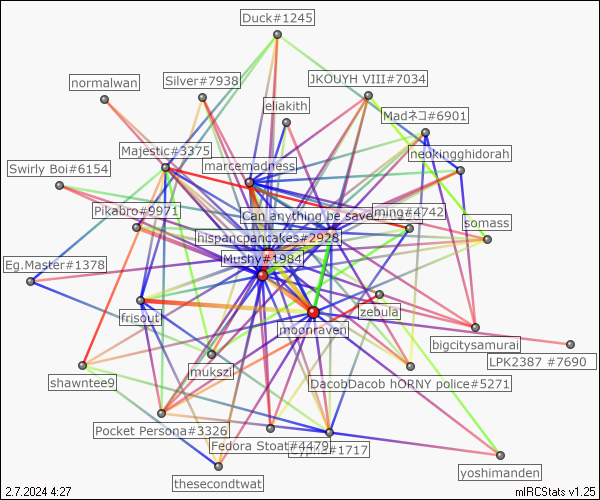 Duck#1245
normalwan
Silver#7938
JKOUYH VIII#7034
eliakith
Madネコ#6901
Majestic#3375
marcemadness
neokingghidorah
Swirly Boi#6154
Pikabro#9971
Can anything be save
ming#4742
somass
hispancpancakes#2928
Mushy#1984
Eg.Master#1378
frisout
zebula
moonraven
bigcitysamurai
LPK2387 #7690
mukszi
shawntee9
DacobDacob hORNY police#5271
Pocket Persona#3326
Fedora Stoat#4479
#1717
yoshimanden
thesecondtwat
2.7.2024 4:27
mIRCStats v1.25